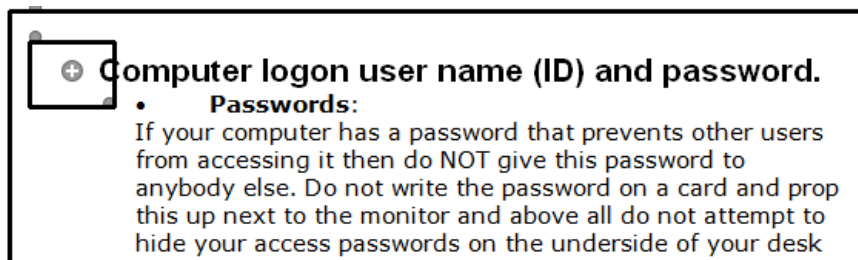 Computer logon user name (ID) and password.
• Passwords:
If your computer has a password that prevents other users
from accessing it then do NOT give this password to
anybody else. Do not write the password on a card and prop
this up next to the monitor and above all do not attempt to
hide your access passwords on the underside of your desk